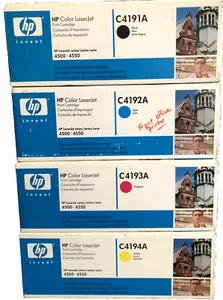 hp
invent
HP Color LaserJet
Print Cartridge
Cartouche d'impression
Cartucho de impresión
4500 • 4550
C4191A
Black
hp
invent
HP Color LaserJet
Print Cartridge
Cartouche d'impression
Cartucho de impresión
4500 • 4550
C4192A
Front office
Printer
hp
invent
HP Color LaserJet
Print Cartridge
Cartouche d'impression
Cartucho de impresión
4500 • 4550
C4193A
Magenta
hp
invent
HP Color LaserJet
Print Cartridge
Cartouche d'impression
Cartucho de impresión
4500 • 4550
C4194A